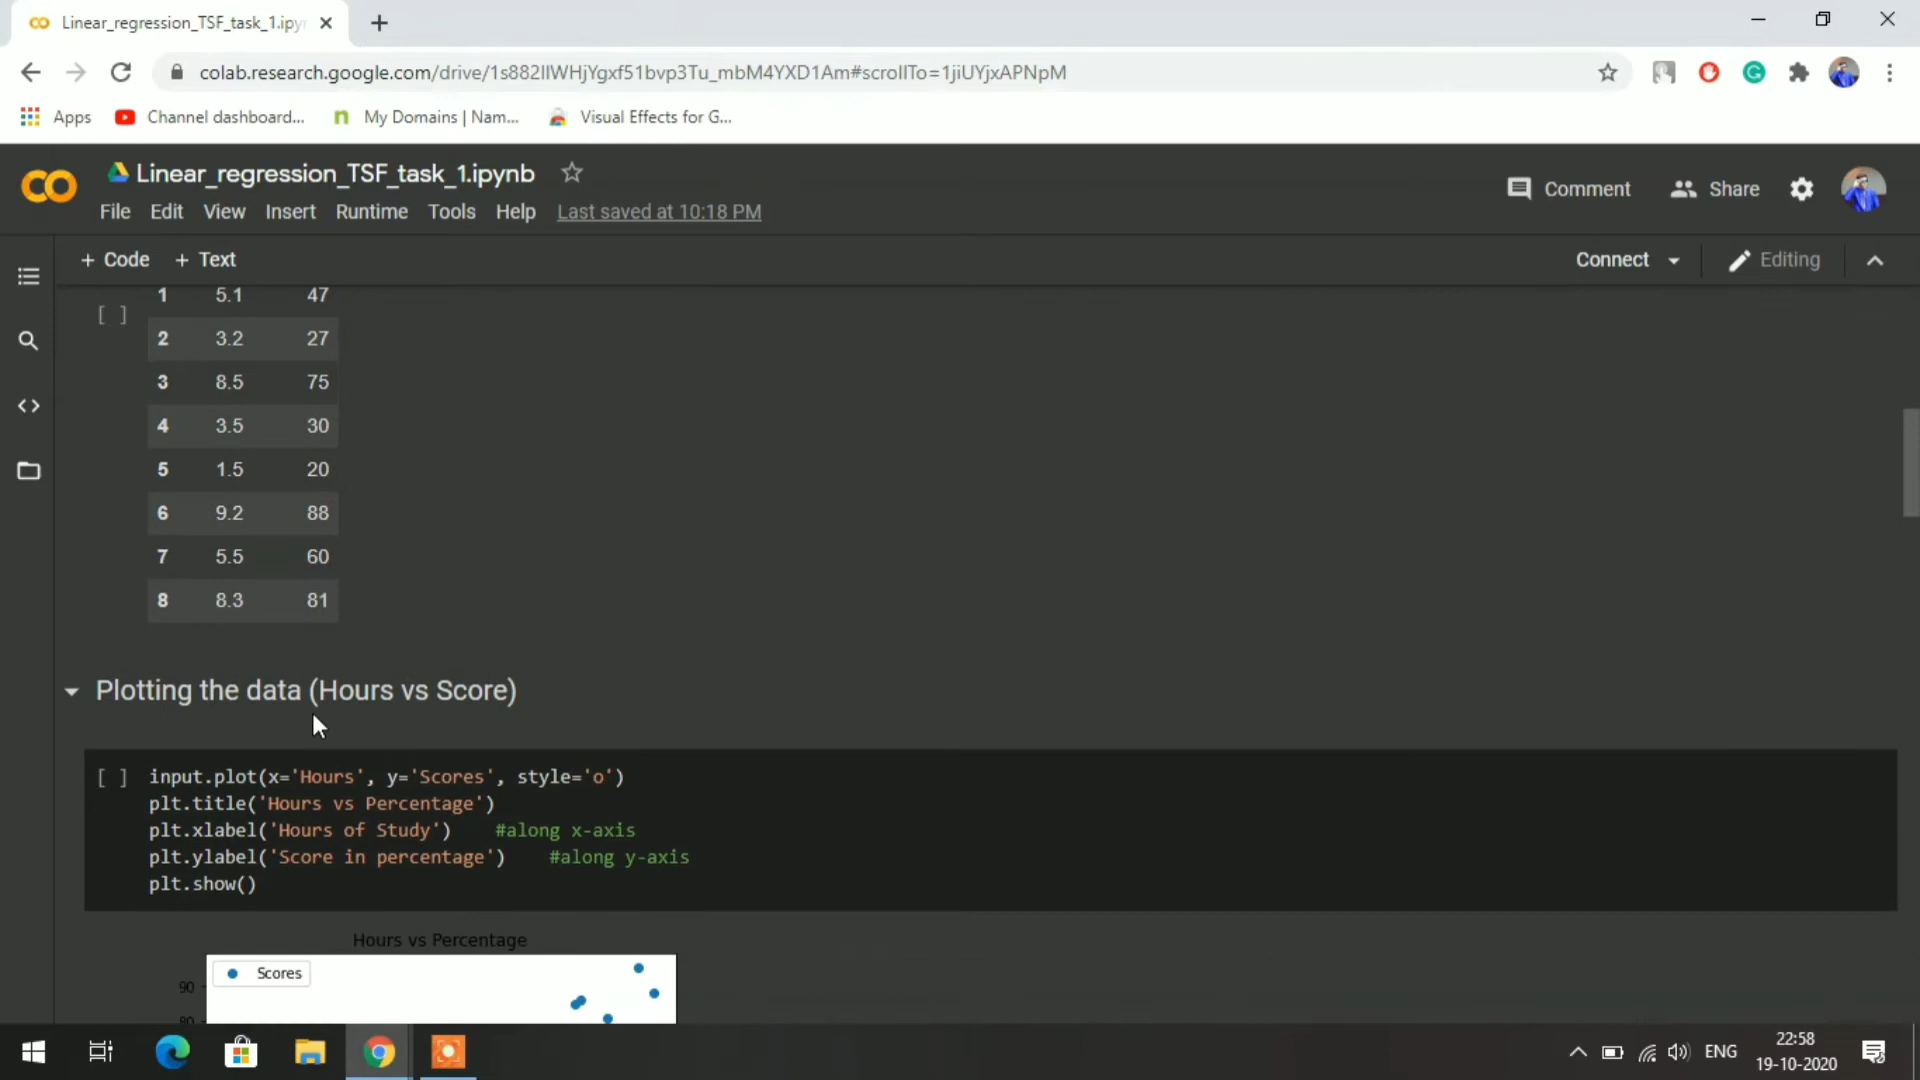 Linear_regression_TSF_task_1.ipy
colab.research.google.com/drive/1s882IlWHjYgxf51bvp3Tu_mbM4YXD1Am#scrollTo=1jiUYjxAPNpM
Apps Channel dashboard... My Domains | Nam... Visual Effects for G...
Linear_regression_TSF_task_1.ipynb
Comment Share
File Edit View Insert Runtime Tools Help Last saved at 10:18 PM
+ Code + Text Connect Editing
1 5.1 47
[ ]
2 3.2 27
3 8.5 75
4 3.5 30
5 1.5 20
6 9.2 88
7 5.5 60
8 8.3 81
Plotting the data (Hours vs Score)
[ ] input.plot(x='Hours', y='Scores', style='o')
plt.title('Hours vs Percentage')
plt.xlabel('Hours of Study') #along x-axis
plt.ylabel('Score in percentage') #along y-axis
plt.show()
Hours vs Percentage
Scores
90
80
ENG
22:58
19-10-2020